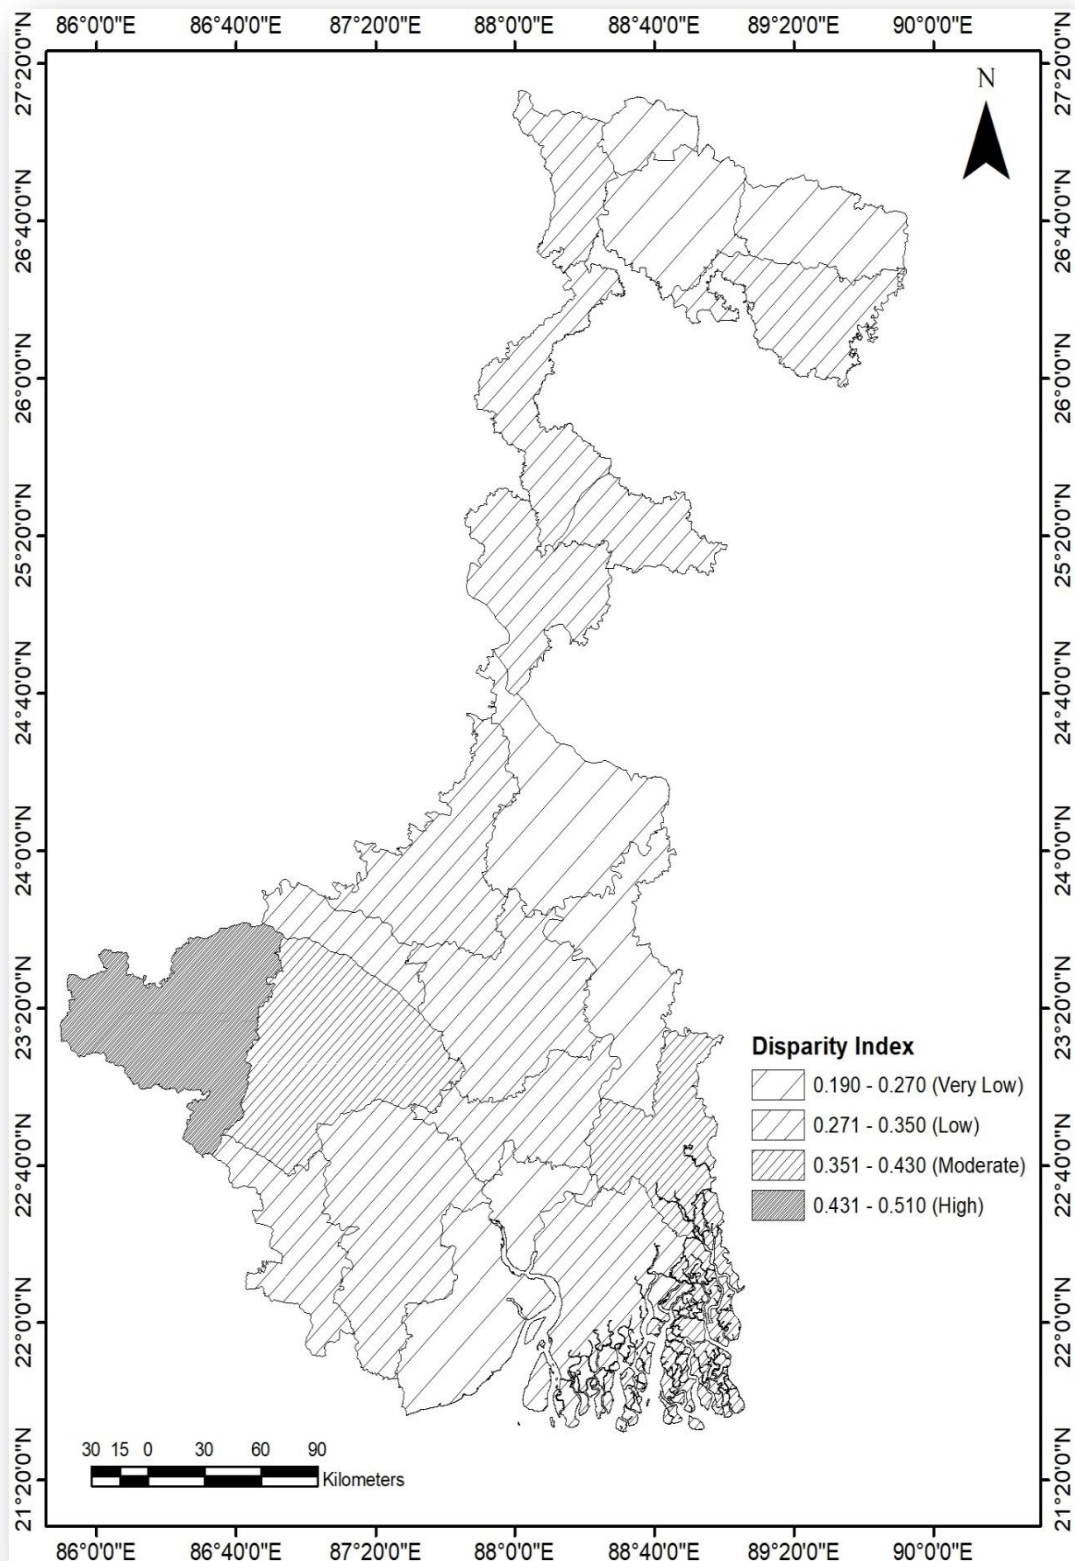 86°0'0"E 86°40'0"E 87°20'0"E 88°0'0"E 88°40'0"E 89°20'0"E 90°0'0"E
27°20'0"N 27°20'0"N
N
26°40'0"N 26°40'0"N
26°0'0"N 26°0'0"N
25°20'0"N 25°20'0"N
24°40'0"N 24°40'0"N
24°0'0"N 24°0'0"N
23°20'0"N 23°20'0"N
Disparity Index
0.190 - 0.270 (Very Low)
0.271 - 0.350 (Low)
0.351 - 0.430 (Moderate)
0.431 - 0.510 (High)
22°40'0"N 22°40'0"N
22°0'0"N 22°0'0"N
30 15 0 30 60 90
Kilometers
21°20'0"N 21°20'0"N
86°0'0"E 86°40'0"E 87°20'0"E 88°0'0"E 88°40'0"E 89°20'0"E 90°0'0"E